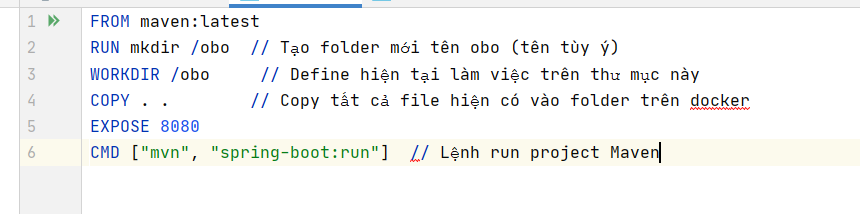 1 FROM maven:latest
2 RUN mkdir /obo // Tạo folder mới tên obo (tên tùy ý)
3 WORKDIR /obo // Define hiện tại làm việc trên thư mục này
4 COPY . . // Copy tất cả file hiện có vào folder trên docker
5 EXPOSE 8080
6 CMD ["mvn", "spring-boot:run"] // Lệnh run project Maven